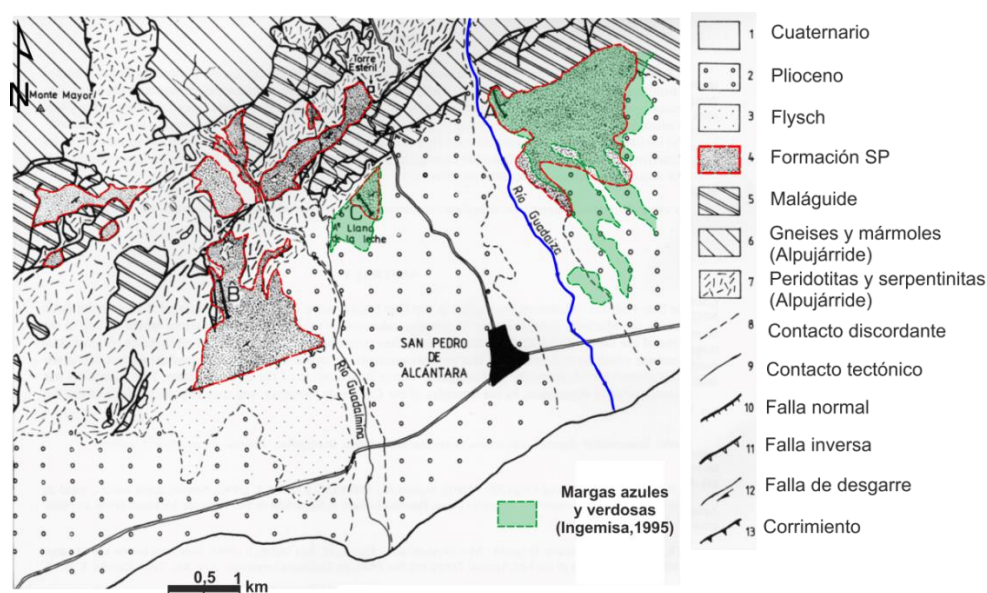 N
Monte Mayor
Torre
Esteril
A
A
B
C
Aº Llano
de la leche
Río Guadaiza
Río Guadalmina
SAN PEDRO
DE
ALCÁNTARA
0,5 1 km
Margas azules
y verdosas
(Ingemisa,1995)
1 Cuaternario
2 Plioceno
3 Flysch
4 Formación SP
5 Maláguide
6 Gneises y mármoles
(Alpujárride)
7 Peridotitas y serpentinitas
(Alpujárride)
8 Contacto discordante
9 Contacto tectónico
10 Falla normal
11 Falla inversa
12 Falla de desgarre
13 Corrimiento